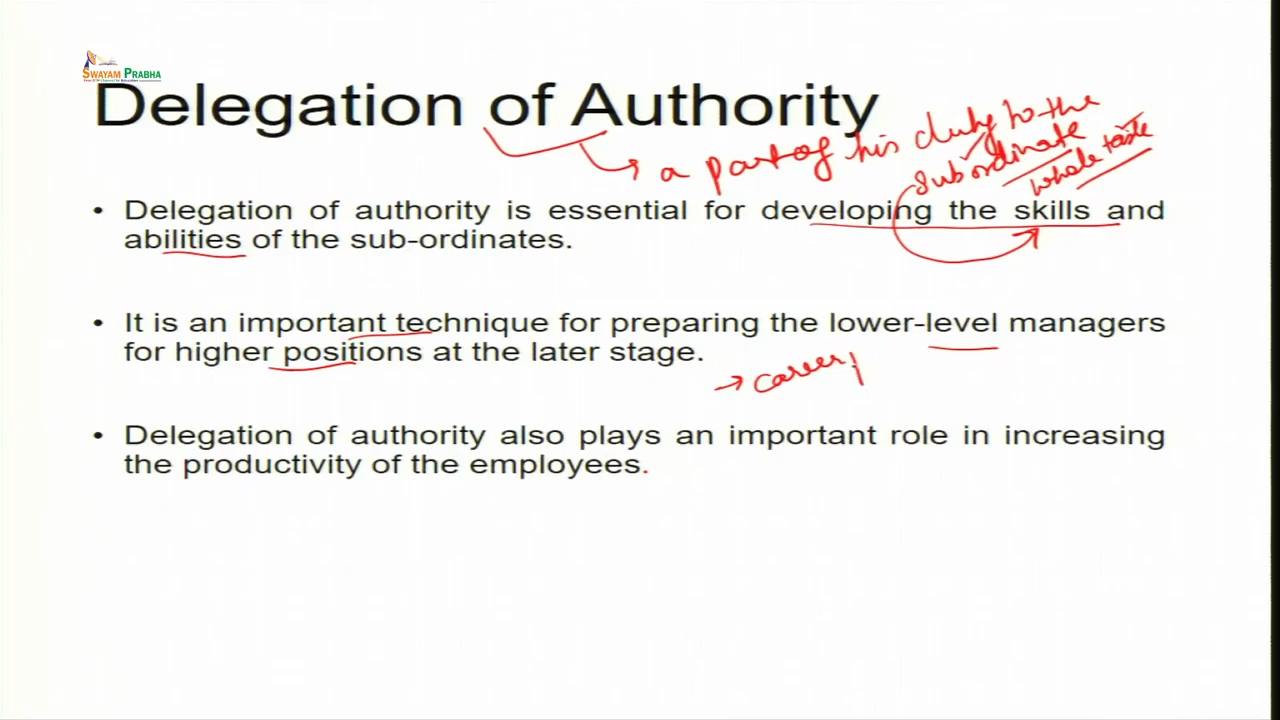 SWAYAM PRABHA
Delegation of Authority
a part of his duty to the
subordinate
whole task
• Delegation of authority is essential for developing the skills and
abilities of the sub-ordinates.
• It is an important technique for preparing the lower-level managers
for higher positions at the later stage.
→ career
• Delegation of authority also plays an important role in increasing
the productivity of the employees.